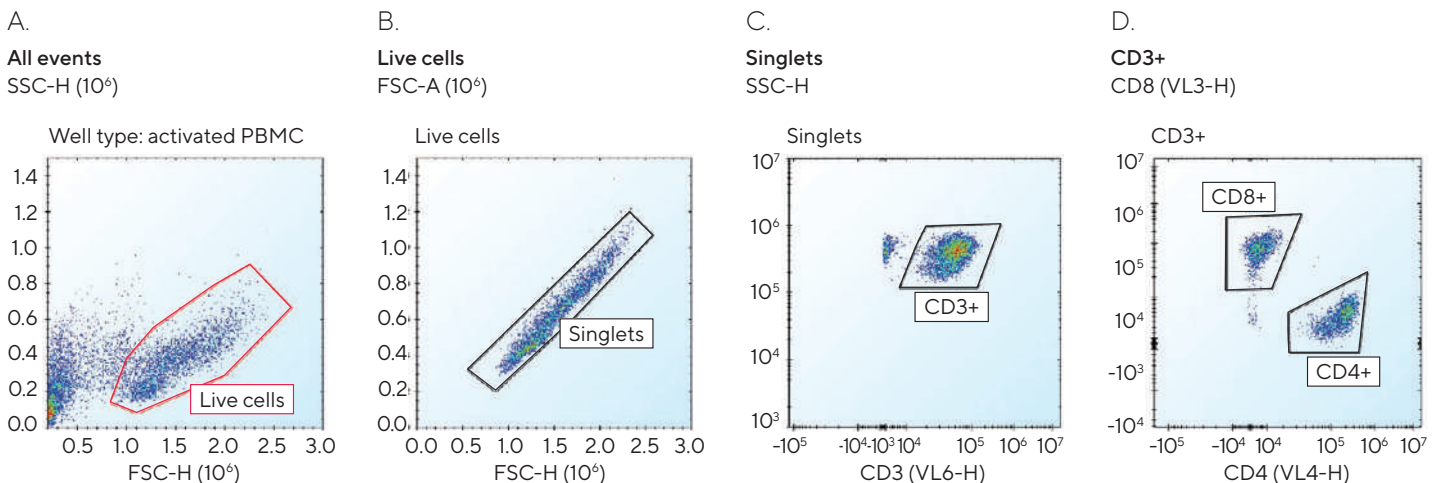 A.
All events
SSC-H (10⁶)
Well type: activated PBMC
1.4
1.2
1.0
0.8
0.6
0.4
0.2
0.0
Live cells
0.5 1.0 1.5 2.0 2.5 3.0
FSC-H (10⁶)
B.
Live cells
FSC-A (10⁶)
Live cells
1.4
1.2
1.0
0.8
0.6
0.4
0.2
0.0
Singlets
0.0 1.0 1.5 2.0 2.5 3.0
FSC-H (10⁶)
C.
Singlets
SSC-H
Singlets
10⁷
10⁶
10⁵
10⁴
10³
CD3+
-10⁵ -10⁴ -10³ 10⁴ 10⁵ 10⁶ 10⁷
CD3 (VL6-H)
D.
CD3+
CD8 (VL3-H)
CD3+
10⁷
10⁶
10⁵
10⁴
-10³
-10⁴
CD8+
CD4+
-10⁵ 10⁴ 10⁵ 10⁶ 10⁷
CD4 (VL4-H)